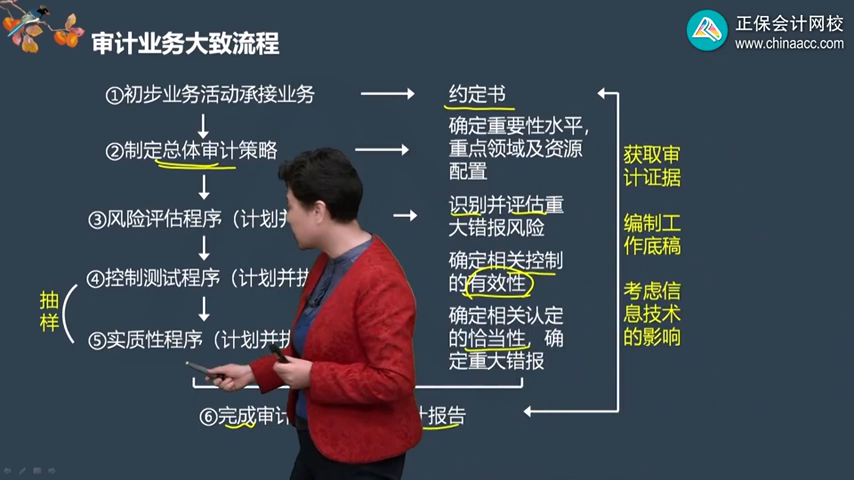 审计业务大致流程
正保会计网校
www.chinaacc.com
①初步业务活动承接业务
约定书
②制定总体审计策略
确定重要性水平，
重点领域及资源
配置
③风险评估程序（计划并
识别并评估重
大错报风险
④控制测试程序（计划并执
确定相关控制
的有效性
⑤实质性程序（计划并执
确定相关认定
的恰当性，确
定重大错报
抽
样
⑥完成审计
计报告
获取审
计证据
编制工
作底稿
考虑信
息技术
的影响